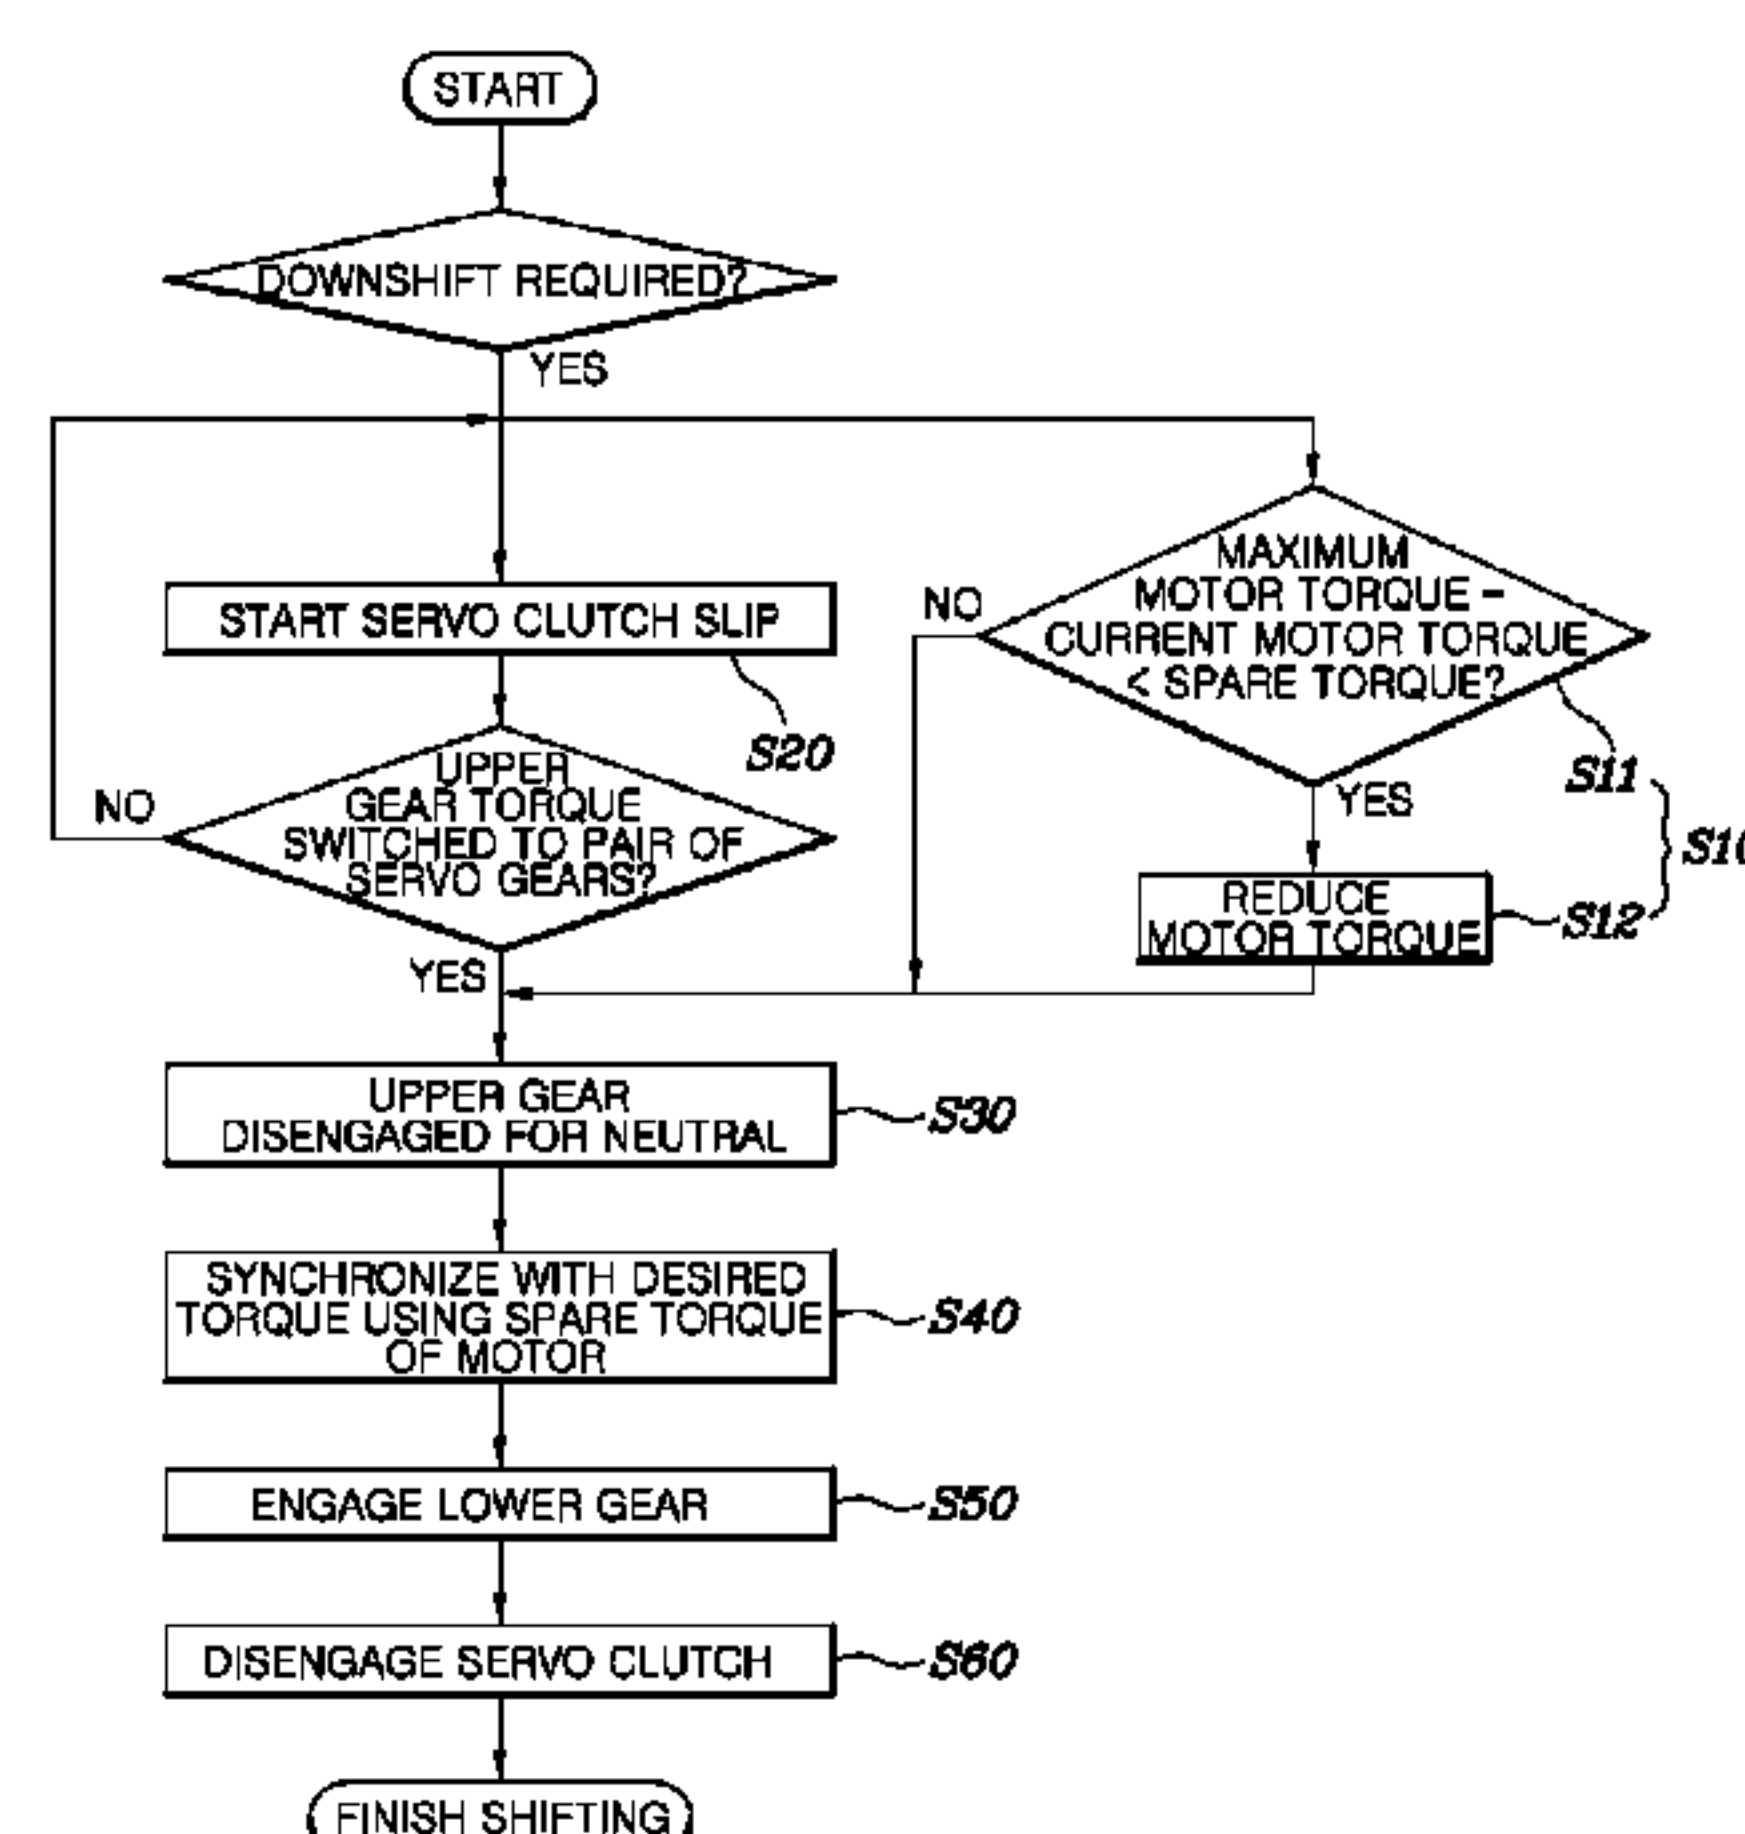 START
DOWNSHIFT REQUIRED?
YES
START SERVO CLUTCH SLIP
S20
UPPER
GEAR TORQUE
SWITCHED TO PAIR OF
SERVO GEARS?
NO
YES
MAXIMUM
MOTOR TORQUE -
CURRENT MOTOR TORQUE
< SPARE TORQUE?
NO
S11
YES
REDUCE
MOTOR TORQUE
S12
S10
UPPER GEAR
DISENGAGED FOR NEUTRAL
S30
SYNCHRONIZE WITH DESIRED
TORQUE USING SPARE TORQUE
OF MOTOR
S40
ENGAGE LOWER GEAR
S50
DISENGAGE SERVO CLUTCH
S60
FINISH SHIFTING